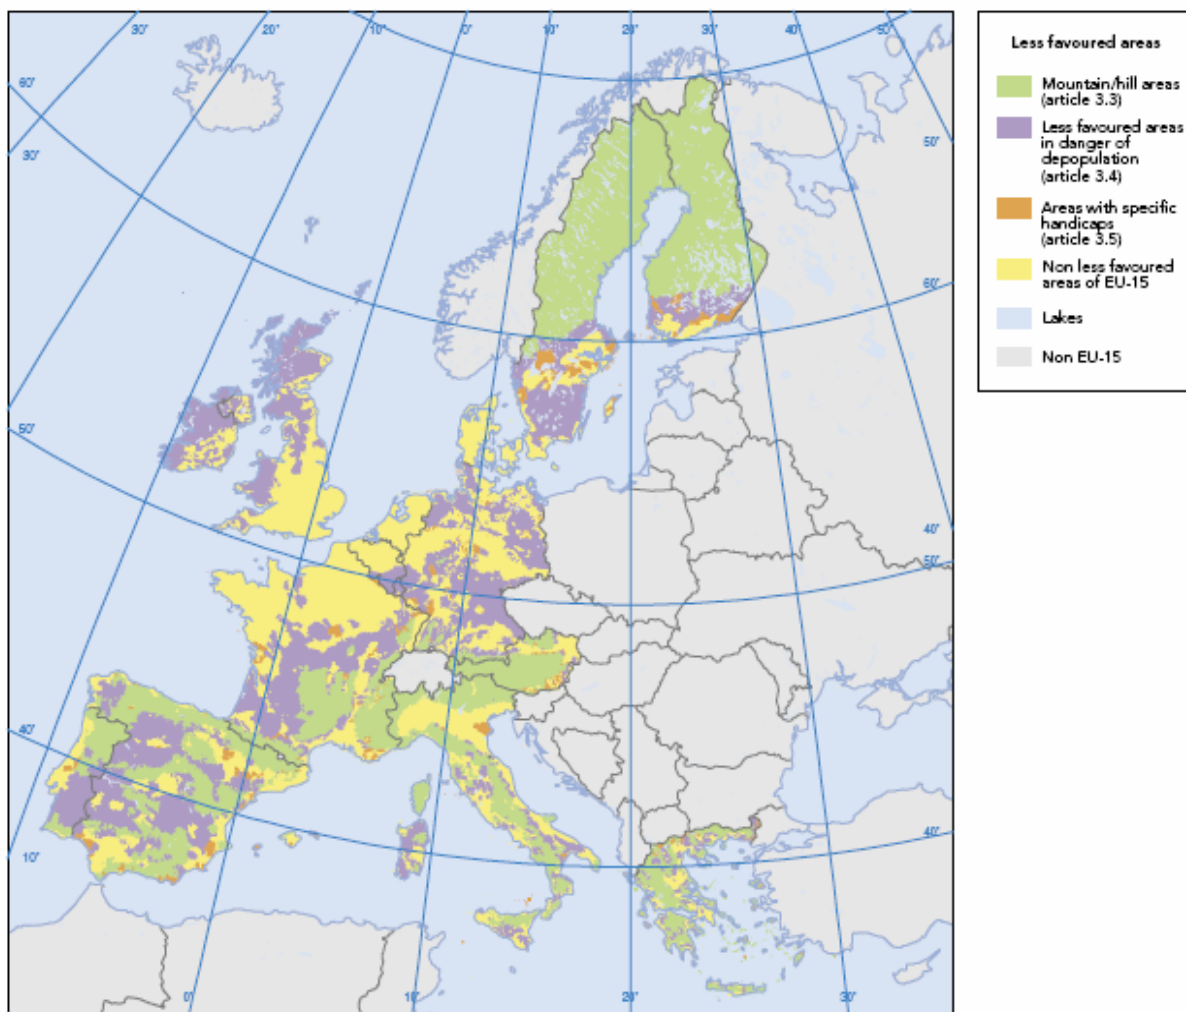 30° 20° 10° 0° 10° 20° 30° 40° 50°
60°
30°
50°
40°
10°
50°
60°
40°
50°
40°
0° 10° 20° 30°
Less favoured areas
Mountain/hill areas
(article 3.3)
Less favoured areas
in danger of
depopulation
(article 3.4)
Areas with specific
handicaps
(article 3.5)
Non less favoured
areas of EU-15
Lakes
Non EU-15